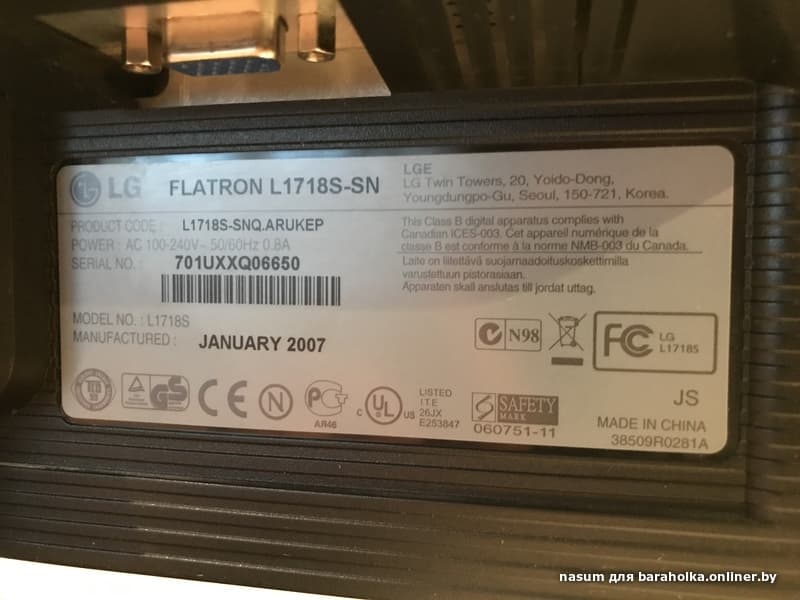 LG FLATRON L1718S-SN
LGE
LG Twin Towers, 20, Yoido-Dong,
Youngdungpo-Gu, Seoul, 150-721, Korea.
PRODUCT CODE : L1718S-SNQ.ARUKEP
POWER : AC 100-240V~ 50/60Hz 0.8A
SERIAL NO. : 701UXXQ06650
This Class B digital apparatus complies with
Canadian ICES-003. Cet appareil numérique de la
classe B est conforme à la norme NMB-003 du Canada.
Laite on liitettävä suojamaadoituskoskettimilla
varustettuun pistorasiaan.
Apparaten skall anslutas till jordat uttag.
MODEL NO. : L1718S
MANUFACTURED : JANUARY 2007
N98
FC LG
L1718S
GS
CE
N
PCT
AЯ46
C UL US
LISTED
I.T.E
26JX
E253847
S SAFETY
MARK
060751-11
JS
MADE IN CHINA
38509R0281A
nasum для baraholka.onliner.by